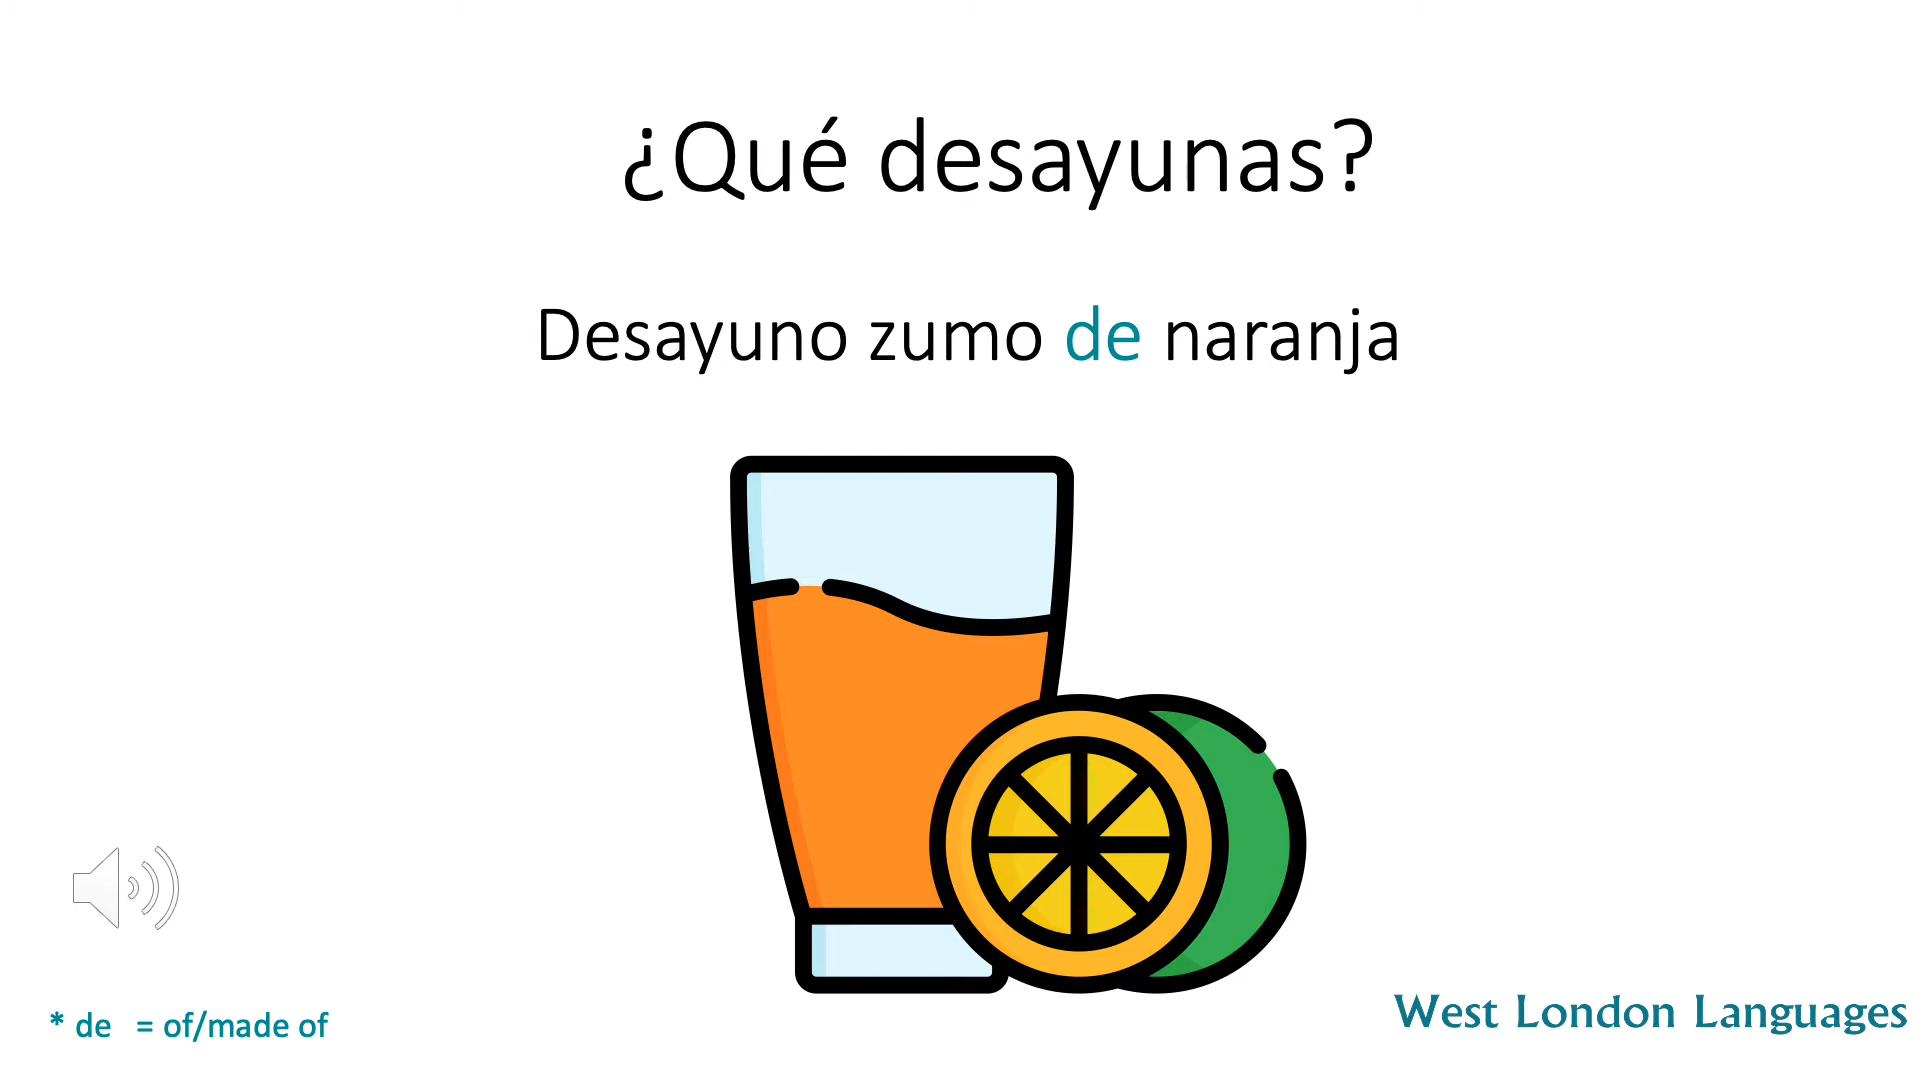 ¿Qué desayunas?
Desayuno zumo de naranja
* de = of/made of
West London Languages